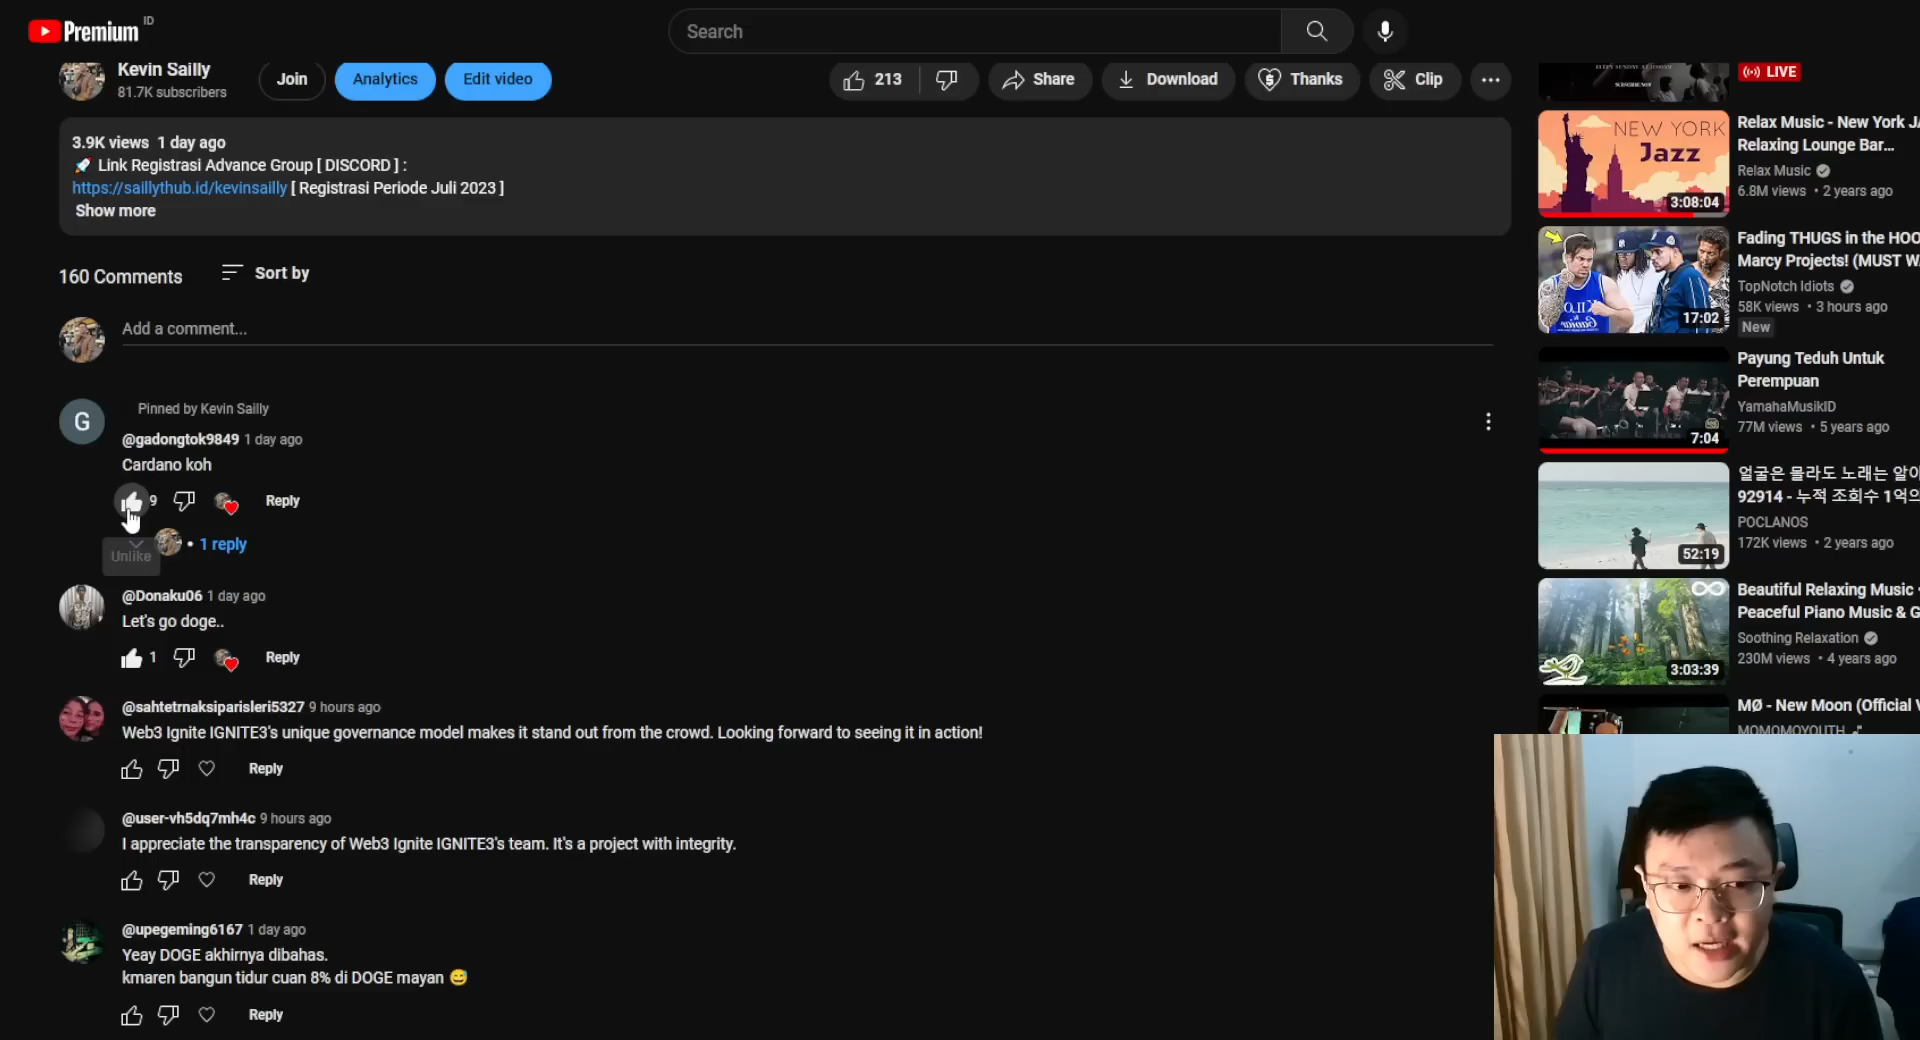 Premium ID
Search
Kevin Sailly
81.7K subscribers
Join
Analytics
Edit video
213
Share
Download
Thanks
Clip
3.9K views 1 day ago
🚀 Link Registrasi Advance Group [ DISCORD ] :
https://saillythub.id/kevinsailly [ Registrasi Periode Juli 2023 ]
Show more
160 Comments
Sort by
Add a comment...
G
Pinned by Kevin Sailly
@gadongtok9849 1 day ago
Cardano koh
9
Reply
• 1 reply
Unlike
@Donaku06 1 day ago
Let's go doge..
1
Reply
@sahtetrnaksiparisleri5327 9 hours ago
Web3 Ignite IGNITE3's unique governance model makes it stand out from the crowd. Looking forward to seeing it in action!
Reply
@user-vh5dq7mh4c 9 hours ago
I appreciate the transparency of Web3 Ignite IGNITE3's team. It's a project with integrity.
Reply
@upegeming6167 1 day ago
Yeay DOGE akhirnya dibahas.
kmaren bangun tidur cuan 8% di DOGE mayan 😅
Reply
LIVE
NEW YORK
Jazz
3:08:04
Relax Music - New York
Relaxing Lounge Bar...
Relax Music
6.8M views • 2 years ago
17:02
Fading THUGS in the
Marcy Projects! (MUST
TopNotch Idiots
58K views • 3 hours ago
New
7:04
Payung Teduh Untuk
Perempuan
YamahaMusikID
77M views • 5 years ago
52:19
얼굴은 몰라도 노래는
92914 - 누적 조회수 1억의
POCLANOS
172K views • 2 years ago
3:03:39
Beautiful Relaxing Music
Peaceful Piano Music &
Soothing Relaxation
230M views • 4 years ago
MØ - New Moon (Official
MOMOMOYOUTH